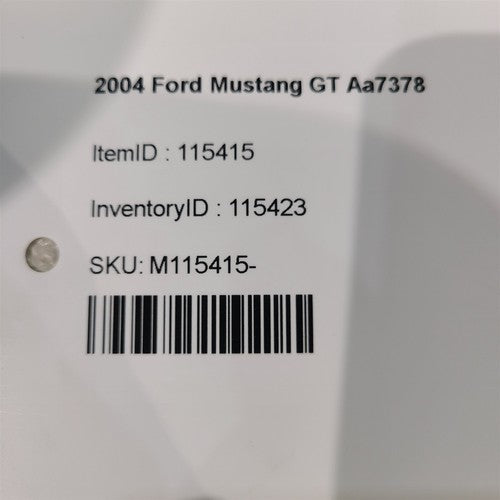 2004 Ford Mustang GT Aa7378
ItemID : 115415
InventoryID : 115423
SKU: M115415-